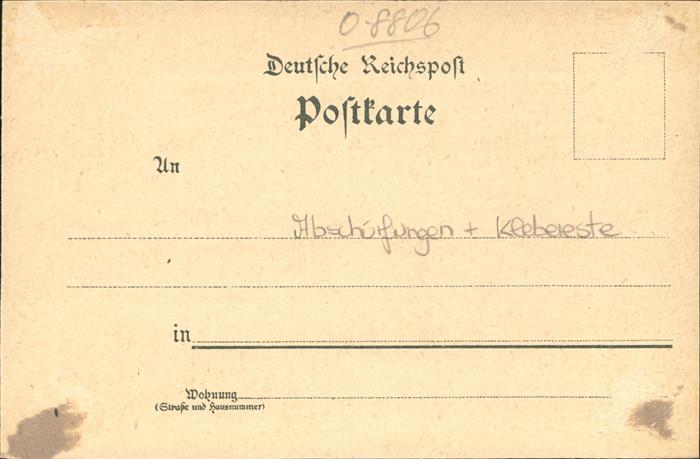 0-8806
Deutsche Reichspost
Postkarte
An
Abschürfungen + Klebereste
in
Wohnung
(Straße und Hausnummer)